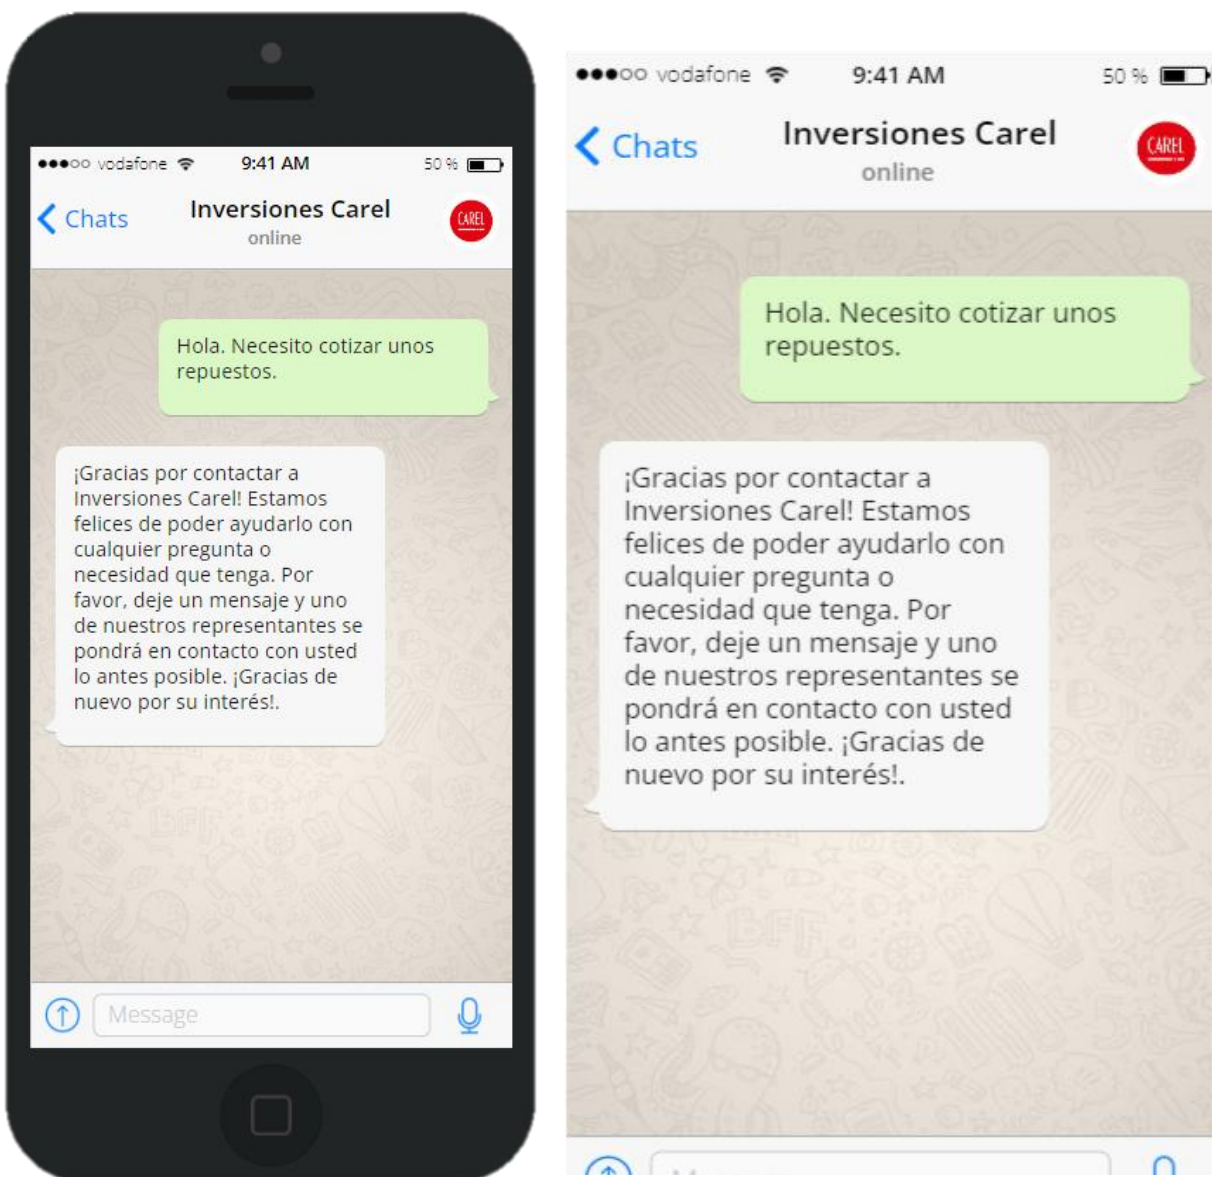 ●●●○○ vodafone 9:41 AM 50 %
Chats
Inversiones Carel
online
CAREL
Hola. Necesito cotizar unos
repuestos.
¡Gracias por contactar a
Inversiones Carel! Estamos
felices de poder ayudarlo con
cualquier pregunta o
necesidad que tenga. Por
favor, deje un mensaje y uno
de nuestros representantes se
pondrá en contacto con usted
lo antes posible. ¡Gracias de
nuevo por su interés!.
BFF
Message
●●●○○ vodafone 9:41 AM 50 %
Chats
Inversiones Carel
online
CAREL
Hola. Necesito cotizar unos
repuestos.
¡Gracias por contactar a
Inversiones Carel! Estamos
felices de poder ayudarlo con
cualquier pregunta o
necesidad que tenga. Por
favor, deje un mensaje y uno
de nuestros representantes se
pondrá en contacto con usted
lo antes posible. ¡Gracias de
nuevo por su interés!.
BFF